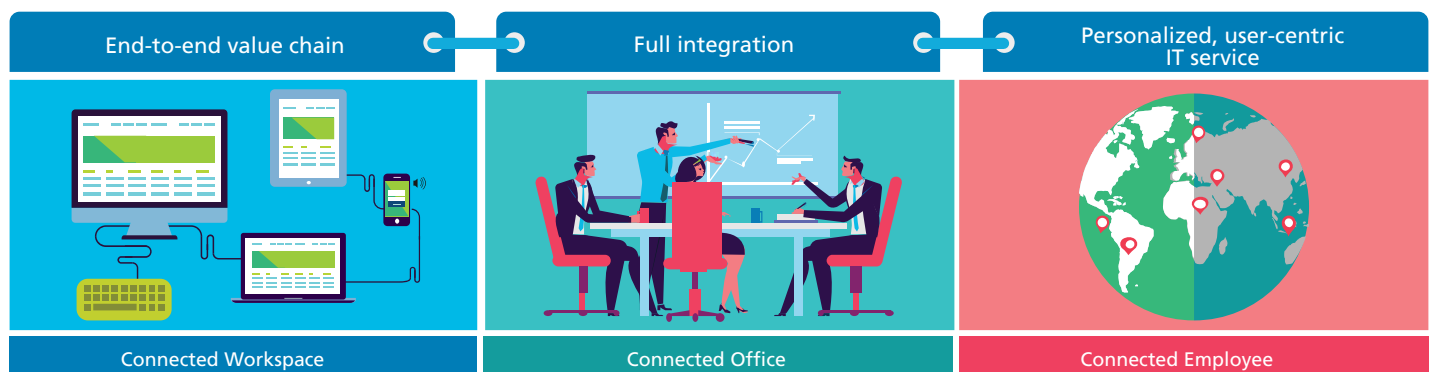 End-to-end value chain
Full integration
Personalized, user-centric
IT service
Connected Workspace
Connected Office
Connected Employee